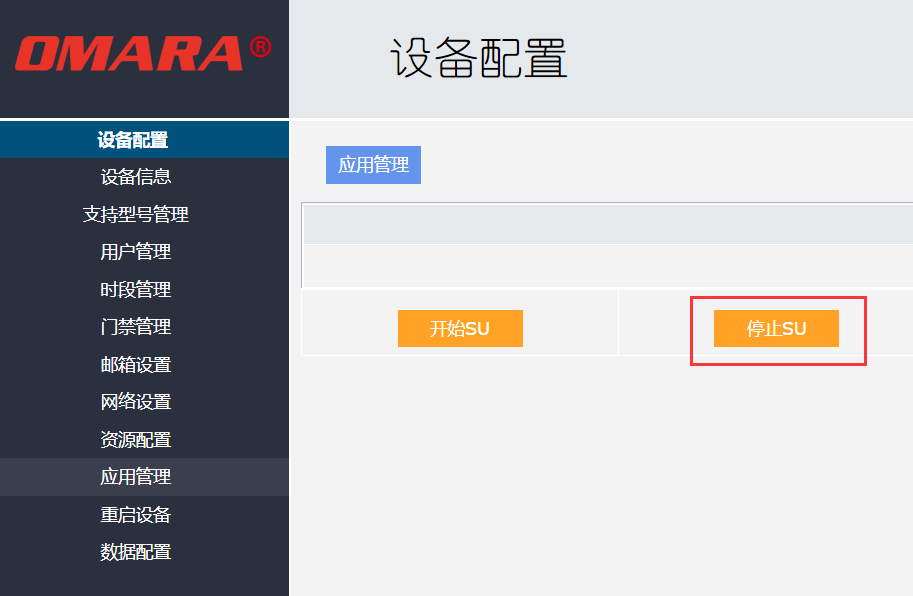 OMARA®
设备配置
设备配置
设备信息
支持型号管理
用户管理
时段管理
门禁管理
邮箱设置
网络设置
资源配置
应用管理
重启设备
数据配置
应用管理
开始SU
停止SU